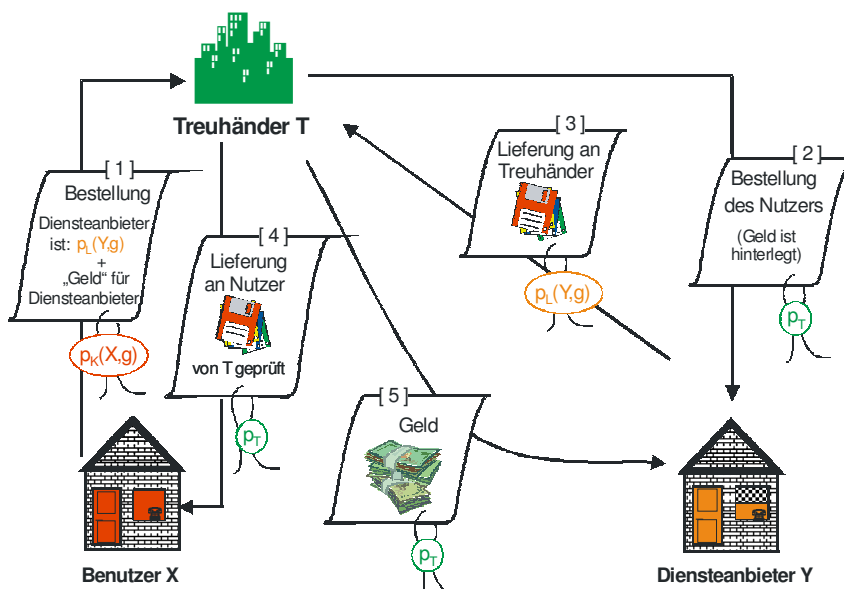 Treuhänder T
[ 1 ]
Bestellung
Diensteanbieter
ist: pL(Y,g)
+
„Geld“ für
Diensteanbieter
pK(X,g)
[ 2 ]
Bestellung
des Nutzers
(Geld ist
hinterlegt)
pT
[ 3 ]
Lieferung an
Treuhänder
pL(Y,g)
[ 4 ]
Lieferung
an Nutzer
von T geprüft
pT
[ 5 ]
Geld
pT
Benutzer X
Diensteanbieter Y